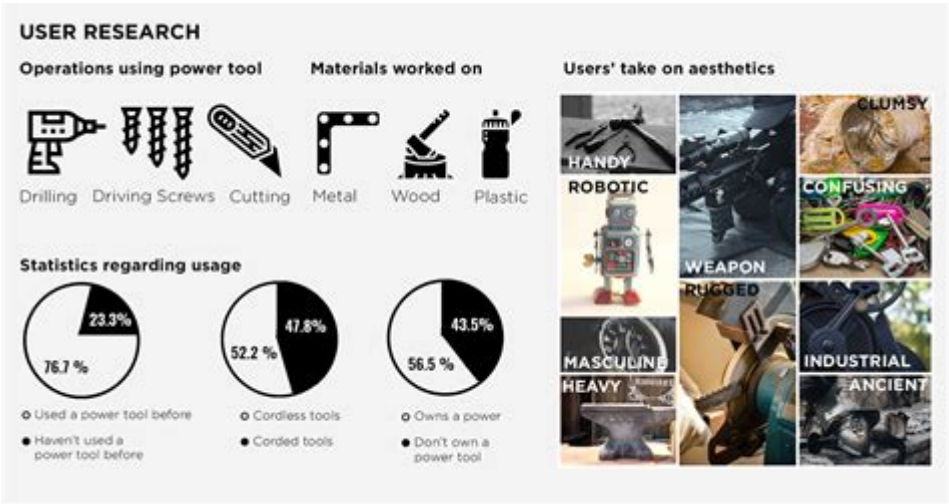 USER RESEARCH
Operations using power tool
Materials worked on
Users' take on aesthetics
Drilling
Driving Screws
Cutting
Metal
Wood
Plastic
HANDY
ROBOTIC
WEAPON
CLUMSY
CONFUSING
RUGGED
MASCULINE
HEAVY
INDUSTRIAL
ANCIENT
Statistics regarding usage
23.3%
76.7 %
47.8%
52.2 %
43.5%
56.5 %
Used a power tool before
Haven't used a
power tool before
Cordless tools
Corded tools
Owns a power
Don't own a
power tool